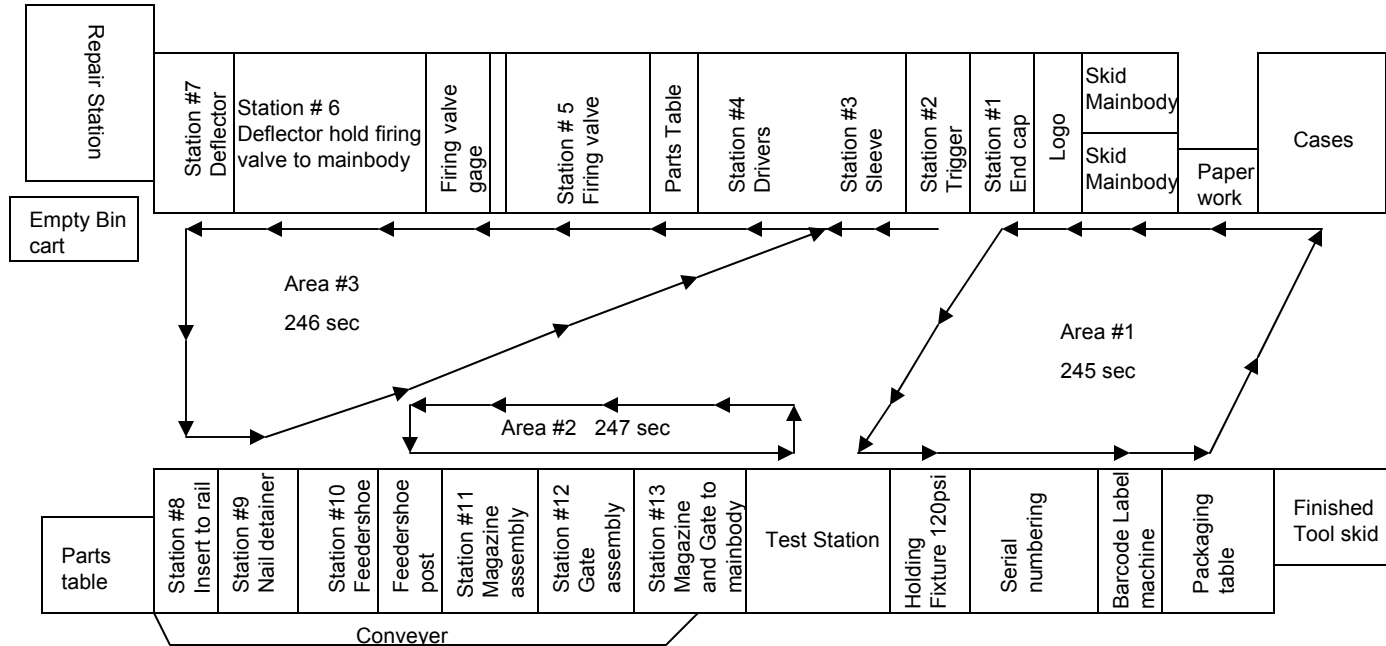 Repair Station
Station #7
Deflector
Station # 6
Deflector hold firing
valve to mainbody
Firing valve
gage
Station # 5
Firing valve
Parts Table
Station #4
Drivers
Station #3
Sleeve
Station #2
Trigger
Station #1
End cap
Logo
Skid
Mainbody
Skid
Mainbody
Paper
work
Cases
Empty Bin
cart
Area #3
246 sec
Area #1
245 sec
Area #2 247 sec
Parts
table
Station #8
Insert to rail
Station #9
Nail detainer
Station #10
Feedershoe
Feedershoe
post
Station #11
Magazine
assembly
Station #12
Gate
assembly
Station #13
Magazine
and Gate to
mainbody
Test Station
Holding
Fixture 120psi
Serial
numbering
Barcode Label
machine
Packaging
table
Finished
Tool skid
Conveyer